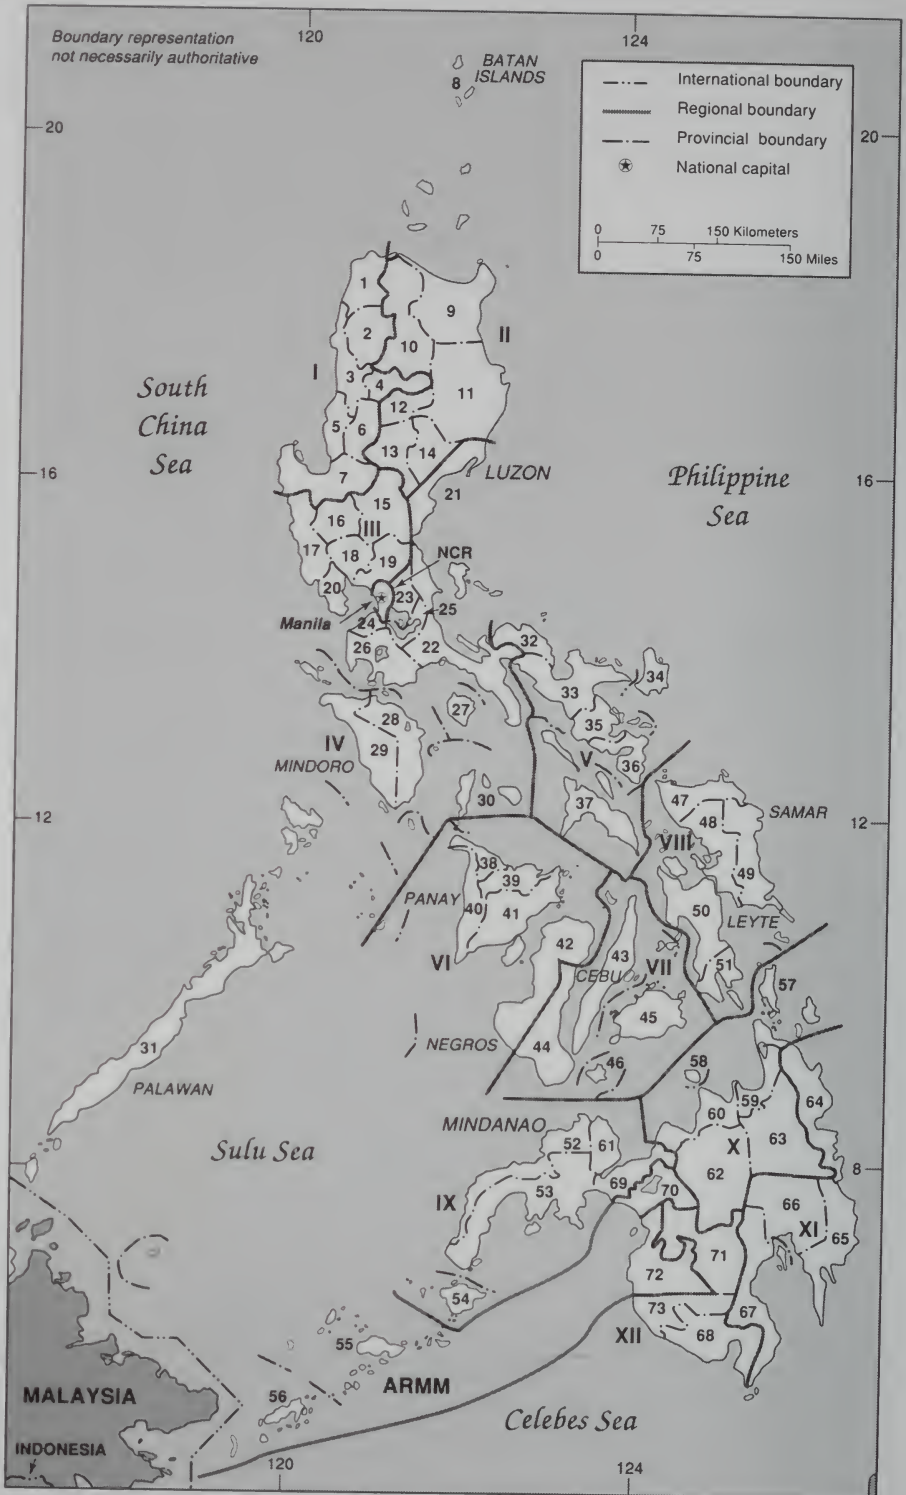 120
124
Boundary representation
not necessarily authoritative
8
BATAN
ISLANDS
International boundary
Regional boundary
Provincial boundary
National capital
0 75 150 Kilometers
0 75 150 Miles
20
20
1
9
2
10
II
I
3
4
11
South
China
Sea
12
5
6
13
14
LUZON
16
7
15
21
16
Philippine
Sea
16
III
17
18
19
NCR
20
23
25
Manila
24
26
22
32
34
33
27
28
35
IV
29
V
36
MINDORO
30
37
47
SAMAR
12
48
12
VIII
38
39
49
PANAY
40
41
50
LEYTE
42
43
VI
CEBU
VII
51
57
45
31
44
NEGROS
46
58
PALAWAN
59
64
60
MINDANAO
52
61
X
63
Sulu Sea
62
8
IX
53
69
70
66
XI
65
71
72
54
73
67
XII
68
55
ARMM
56
MALAYSIA
Celebes Sea
INDONESIA
120
124